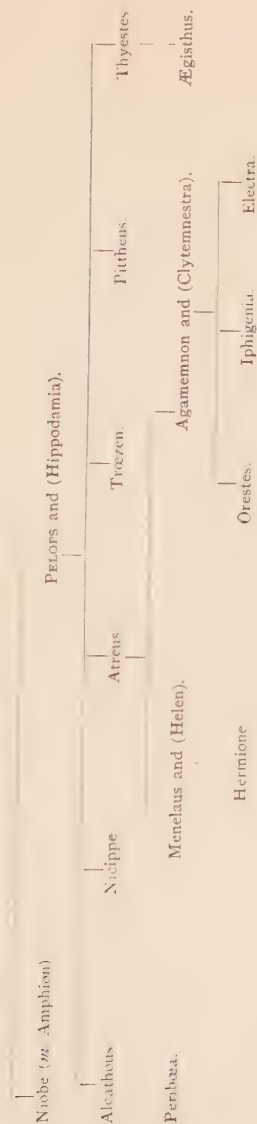 Niobe (m Amphion) PELOPS and (Hippodamia).
Alcathous Nicippe Atreus Trœzen. Pittheus. Thyestes
Peribœa. Menelaus and (Helen). Agamemnon and (Clytemnestra). Ægisthus.
Hermione Orestes. Iphigenia. Electra.